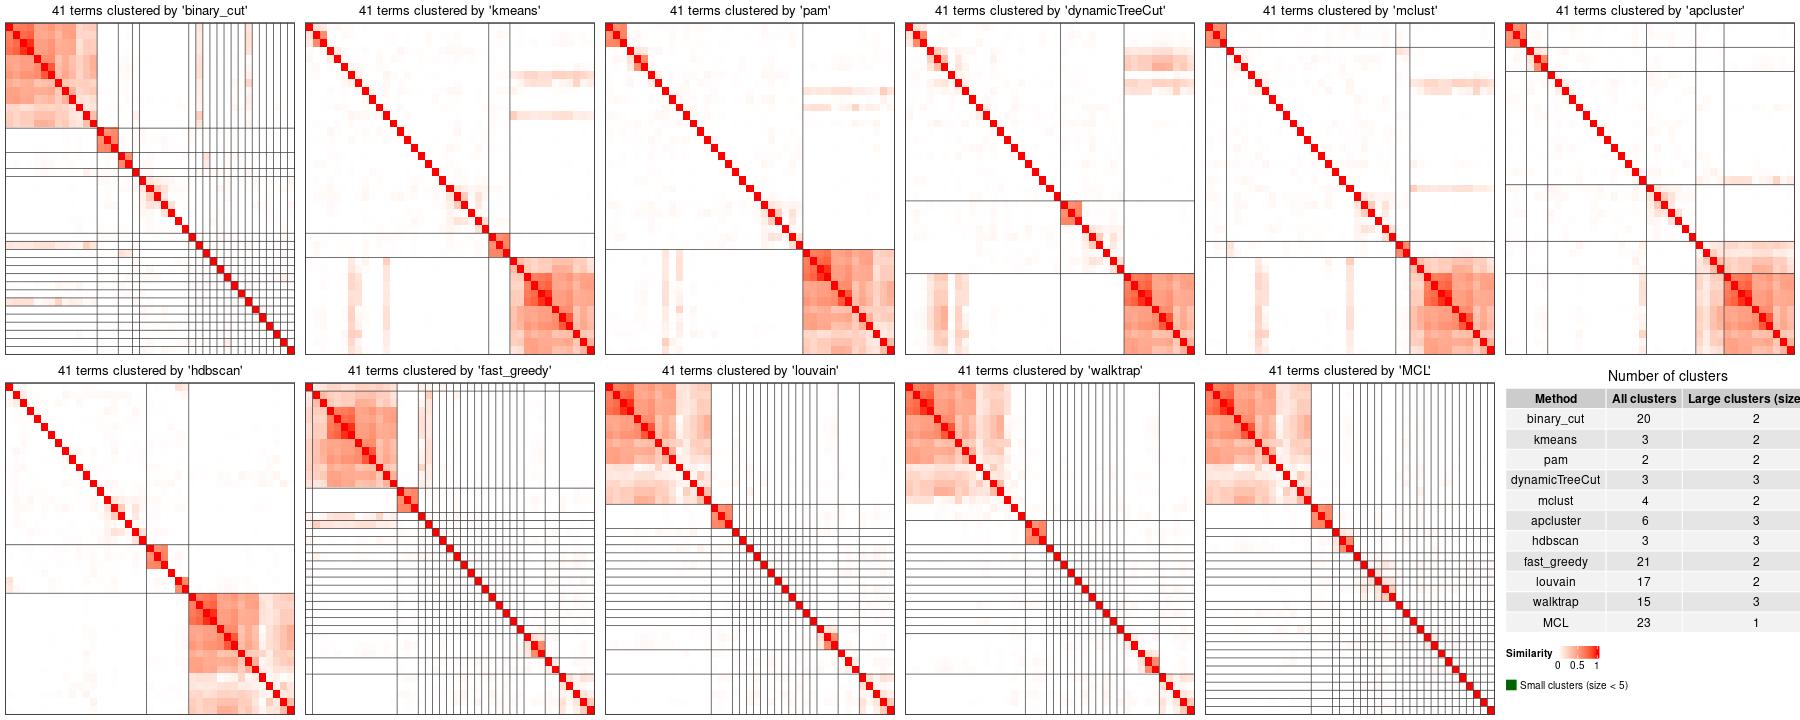 41 terms clustered by 'binary_cut'
41 terms clustered by 'kmeans'
41 terms clustered by 'pam'
41 terms clustered by 'dynamicTreeCut'
41 terms clustered by 'mclust'
41 terms clustered by 'apcluster'
41 terms clustered by 'hdbscan'
41 terms clustered by 'fast_greedy'
41 terms clustered by 'louvain'
41 terms clustered by 'walktrap'
41 terms clustered by 'MCL'
Number of clusters
Method All clusters Large clusters (size
binary_cut 20 2
kmeans 3 2
pam 2 2
dynamicTreeCut 3 3
mclust 4 2
apcluster 6 3
hdbscan 3 3
fast_greedy 21 2
louvain 17 2
walktrap 15 3
MCL 23 1
Similarity
0 0.5 1
Small clusters (size < 5)